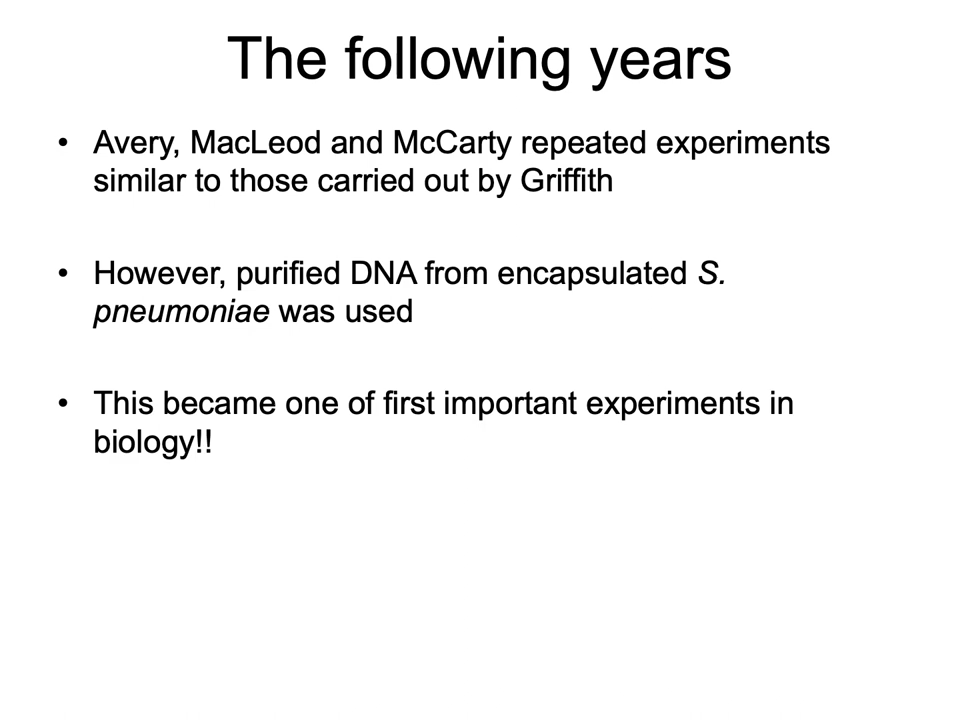 The following years
• Avery, MacLeod and McCarty repeated experiments
similar to those carried out by Griffith
• However, purified DNA from encapsulated S.
pneumoniae was used
• This became one of first important experiments in
biology!!